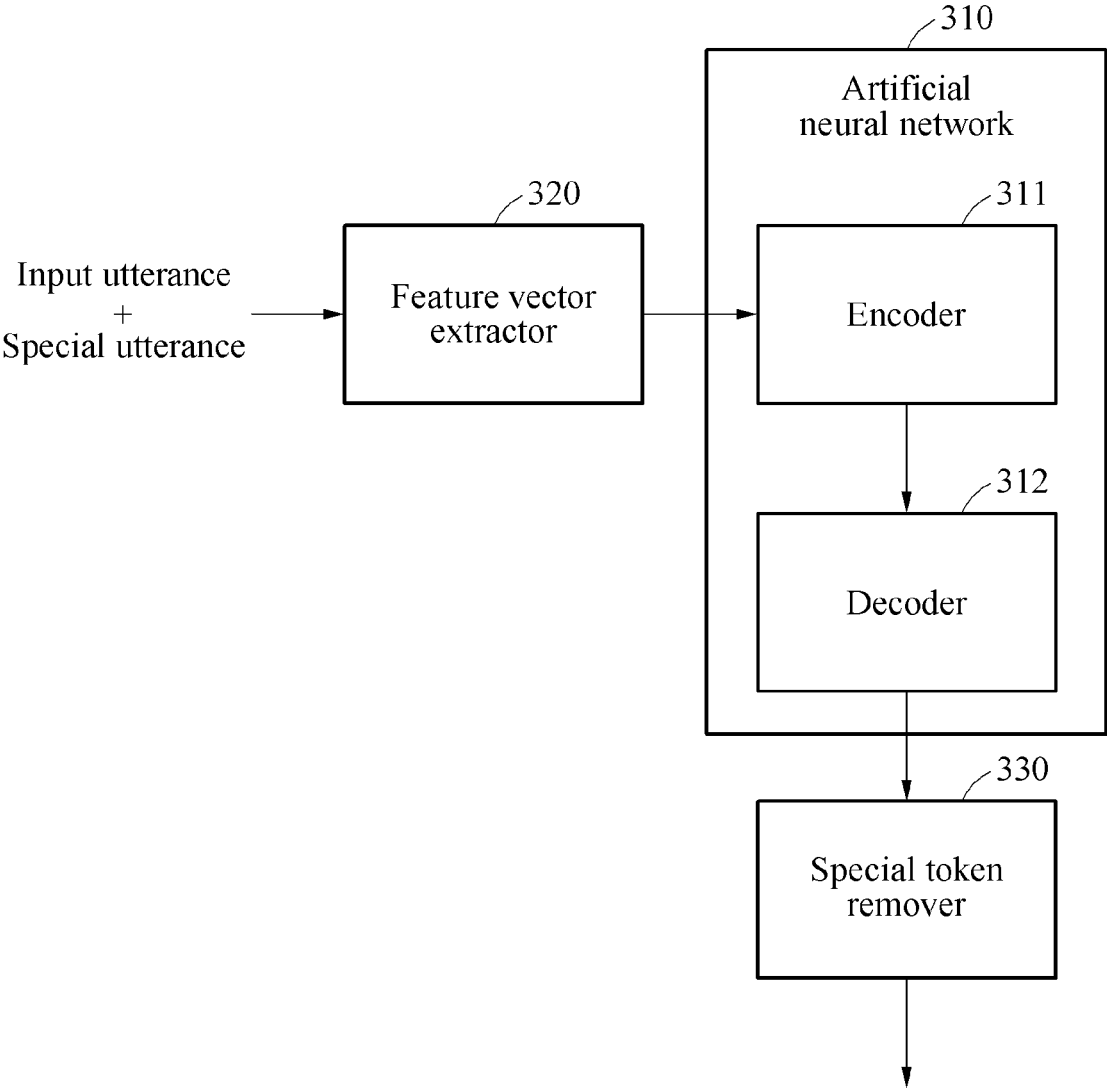 310
Artificial
neural network
320
311
Input utterance
+
Special utterance
Feature vector
extractor
Encoder
312
Decoder
330
Special token
remover